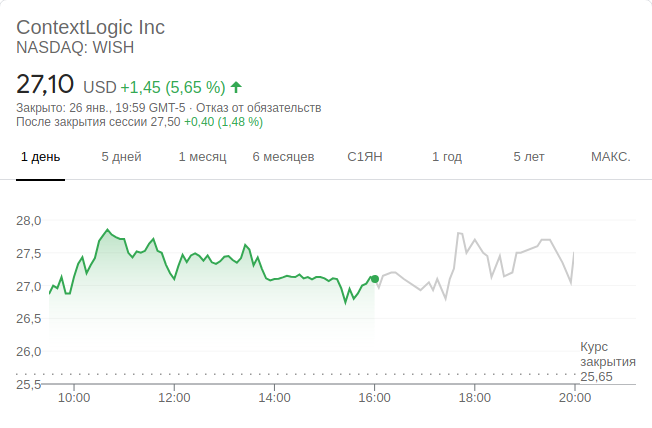 ContextLogic Inc
NASDAQ: WISH
27,10 USD +1,45 (5,65 %)
Закрыто: 26 янв., 19:59 GMT-5 · Отказ от обязательств
После закрытия сессии 27,50 +0,40 (1,48 %)
1 день 5 дней 1 месяц 6 месяцев С1ЯН 1 год 5 лет МАКС.
28,0
27,5
27,0
26,5
26,0
Курс
закрытия
25,65
25,5
10:00 12:00 14:00 16:00 18:00 20:00